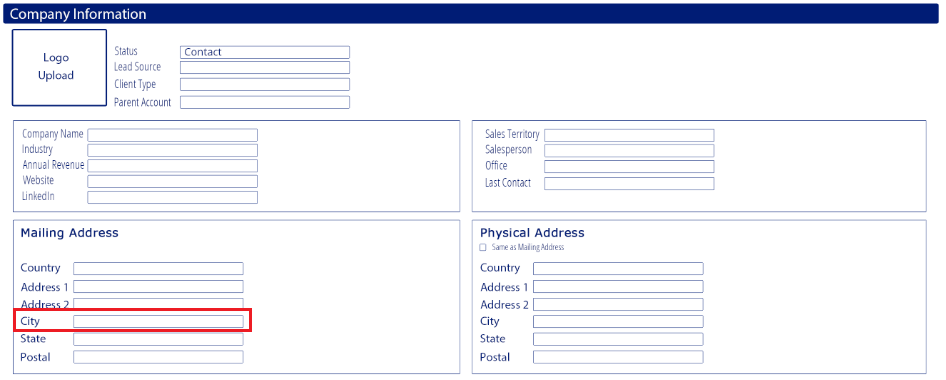 Company Information
Logo
Upload
Status Contact
Lead Source
Client Type
Parent Account
Company Name
Industry
Annual Revenue
Website
LinkedIn
Sales Territory
Salesperson
Office
Last Contact
Mailing Address
Country
Address 1
Address 2
City
State
Postal
Physical Address
Same as Mailing Address
Country
Address 1
Address 2
City
State
Postal